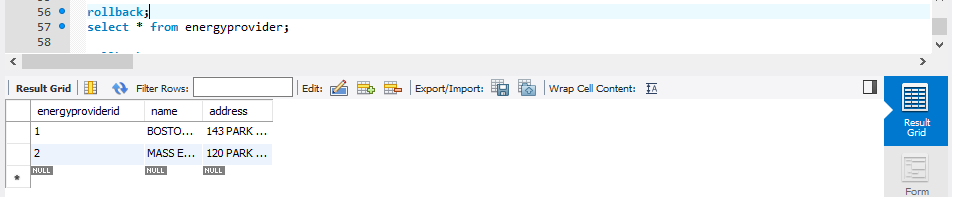 56 rollback;
57 select * from energyprovider;
58
Result Grid Filter Rows: Edit: Export/Import: Wrap Cell Content: IA
energyproviderid name address
1 BOSTO... 143 PARK ...
2 MASS E... 120 PARK ...
NULL NULL NULL
Result
Grid
Form